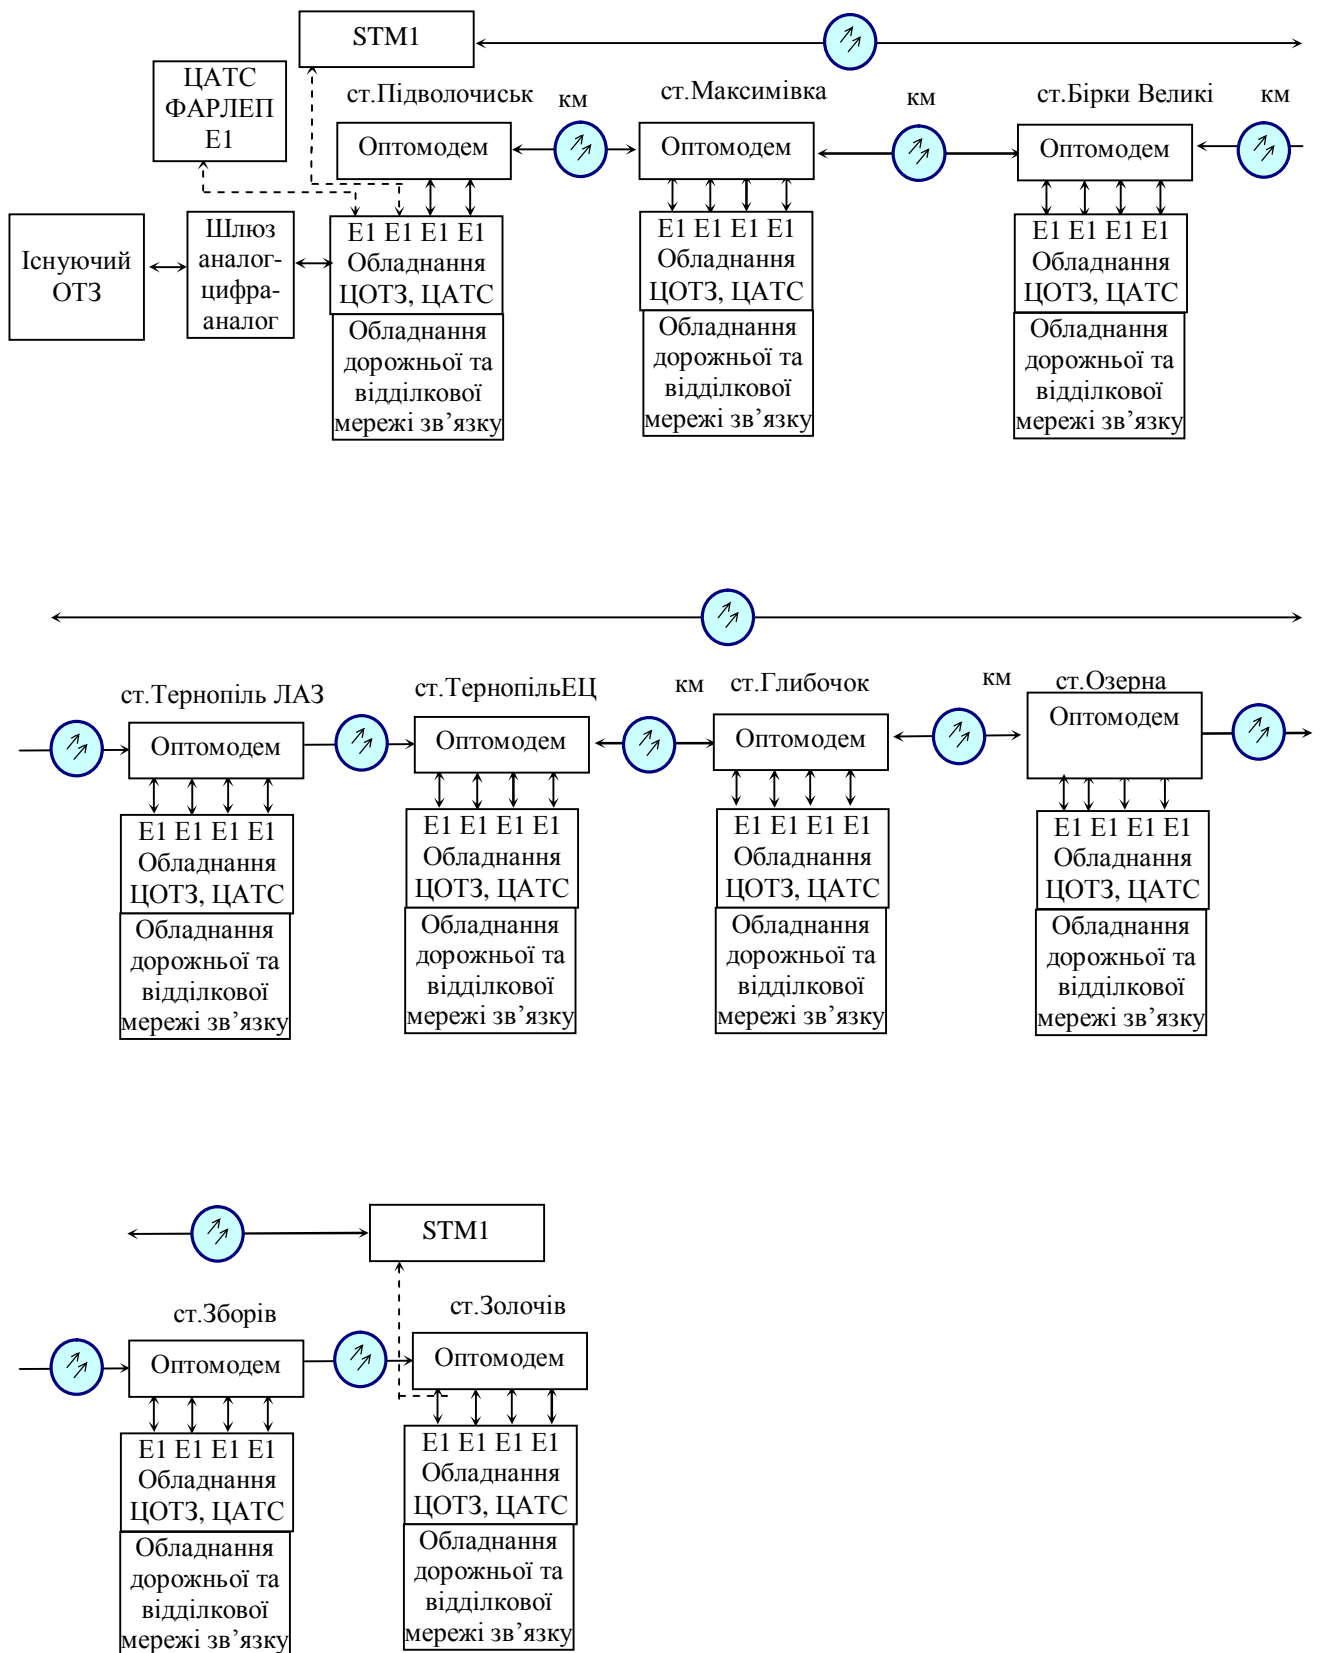 STM1
ЦАТС
ФАРЛЕП
E1
ст.Підволочиськ
км
ст.Максимівка
км
ст.Бірки Великі
км
Оптомодем
Оптомодем
Оптомодем
Існуючий
ОТЗ
Шлюз
аналог-
цифра-
аналог
E1 E1 E1 E1
Обладнання
ЦОТЗ, ЦАТС
Обладнання
дорожньої та
відділкової
мережі зв’язку
E1 E1 E1 E1
Обладнання
ЦОТЗ, ЦАТС
Обладнання
дорожньої та
відділкової
мережі зв’язку
E1 E1 E1 E1
Обладнання
ЦОТЗ, ЦАТС
Обладнання
дорожньої та
відділкової
мережі зв’язку
ст.Тернопіль ЛАЗ
ст.ТернопільЕЦ
км
ст.Глибочок
км
ст.Озерна
Оптомодем
Оптомодем
Оптомодем
Оптомодем
E1 E1 E1 E1
Обладнання
ЦОТЗ, ЦАТС
Обладнання
дорожньої та
відділкової
мережі зв’язку
E1 E1 E1 E1
Обладнання
ЦОТЗ, ЦАТС
Обладнання
дорожньої та
відділкової
мережі зв’язку
E1 E1 E1 E1
Обладнання
ЦОТЗ, ЦАТС
Обладнання
дорожньої та
відділкової
мережі зв’язку
E1 E1 E1 E1
Обладнання
ЦОТЗ, ЦАТС
Обладнання
дорожньої та
відділкової
мережі зв’язку
STM1
ст.Зборів
ст.Золочів
Оптомодем
Оптомодем
E1 E1 E1 E1
Обладнання
ЦОТЗ, ЦАТС
Обладнання
дорожньої та
відділкової
мережі зв’язку
E1 E1 E1 E1
Обладнання
ЦОТЗ, ЦАТС
Обладнання
дорожньої та
відділкової
мережі зв’язку